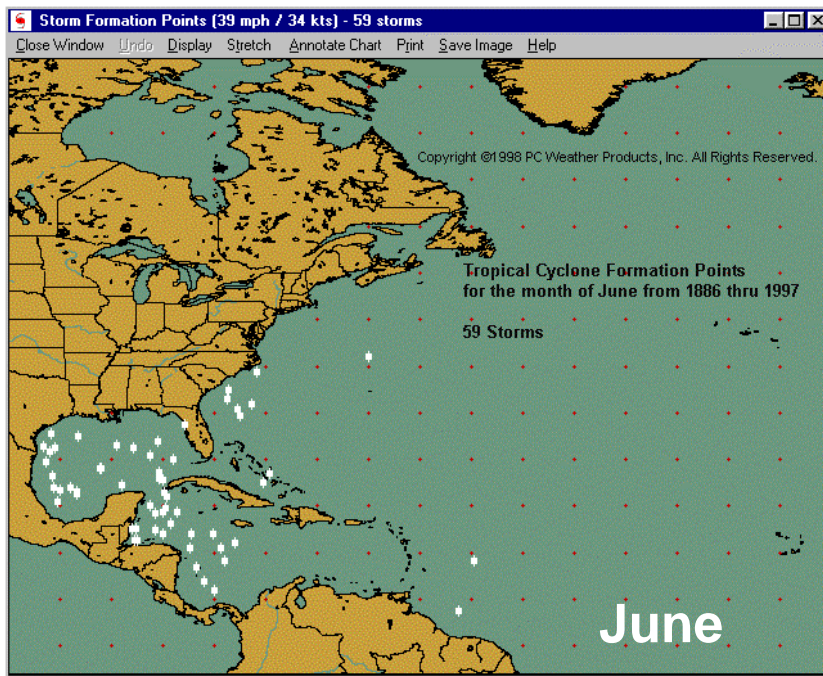 Storm Formation Points (39 mph / 34 kts) - 59 storms
Close Window Undo Display Stretch Annotate Chart Print Save Image Help
Copyright ©1998 PC Weather Products, Inc. All Rights Reserved.
Tropical Cyclone Formation Points
for the month of June from 1886 thru 1997
59 Storms
June